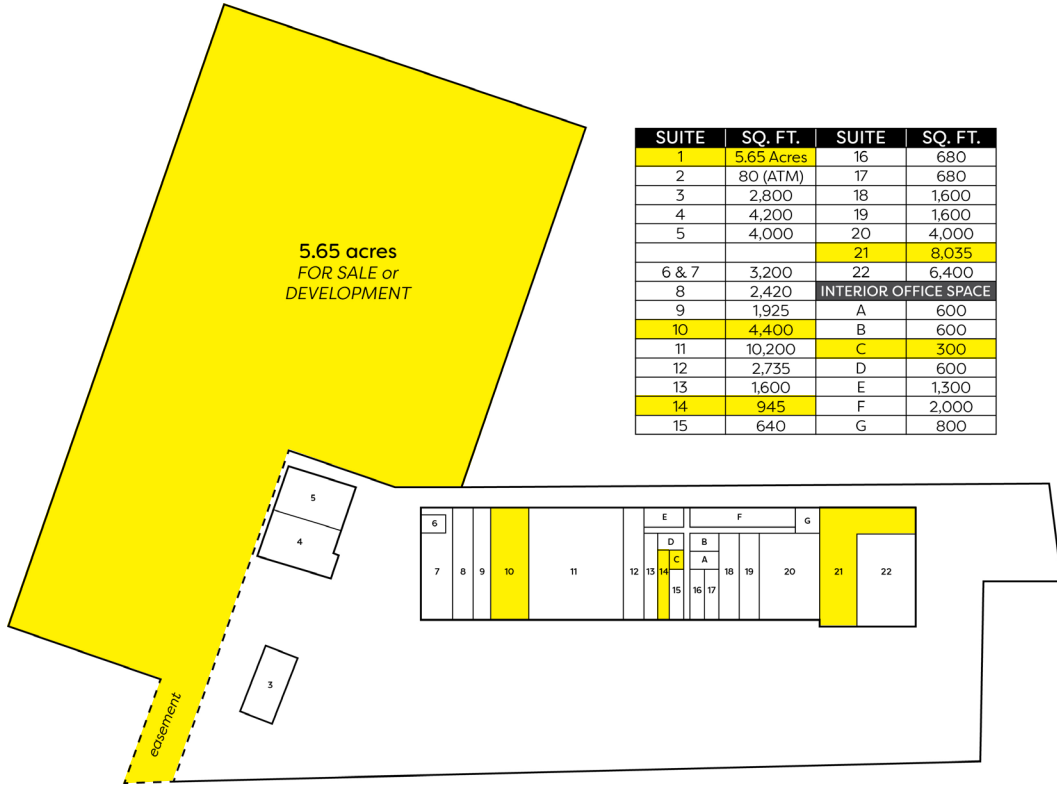 5.65 acres
FOR SALE or
DEVELOPMENT
SUITE SQ. FT. SUITE SQ. FT.
1 5.65 Acres 16 680
2 80 (ATM) 17 680
3 2,800 18 1,600
4 4,200 19 1,600
5 4,000 20 4,000
21 8,035
6 & 7 3,200 22 6,400
8 2,420 INTERIOR OFFICE SPACE
9 1,925 A 600
10 4,400 B 600
11 10,200 C 300
12 2,735 D 600
13 1,600 E 1,300
14 945 F 2,000
15 640 G 800
5
4
3
easement
6
E F G
D B
C A
7 8 9 10 11 12 13 14 18 19 20 21 22
15 16 17